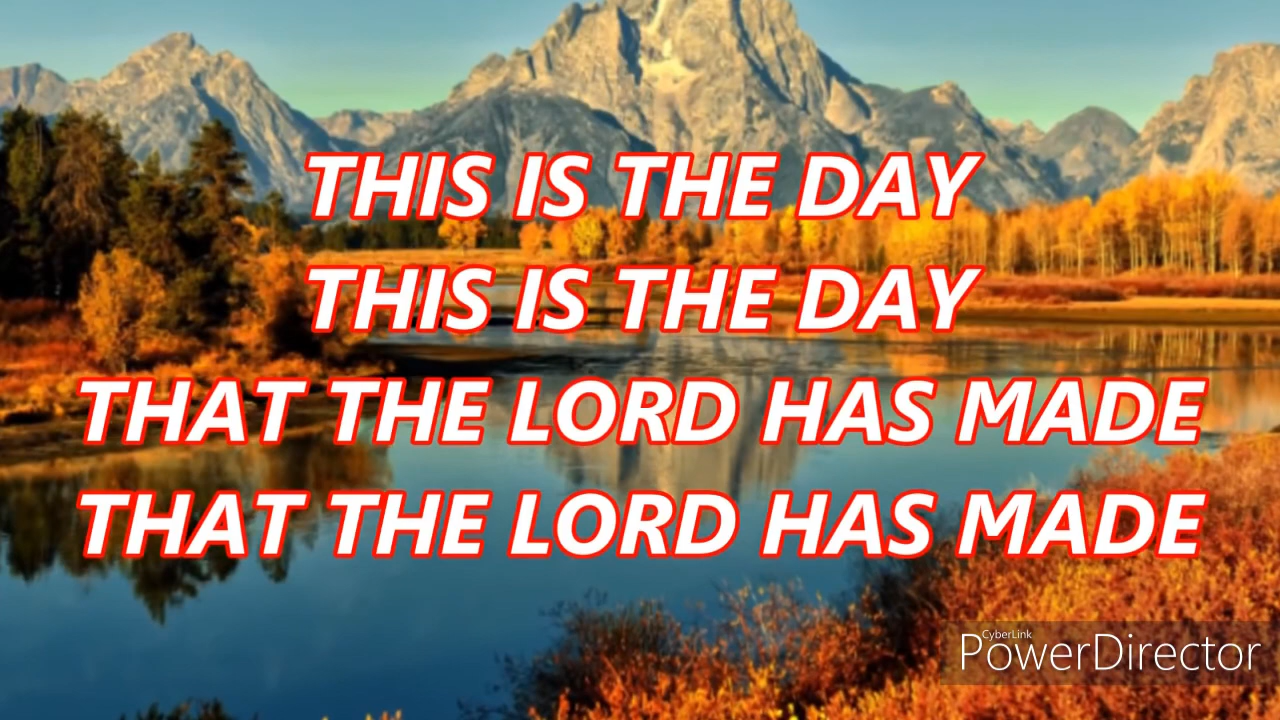 THIS IS THE DAY
THIS IS THE DAY
THAT THE LORD HAS MADE
THAT THE LORD HAS MADE
CyberLink
PowerDirector